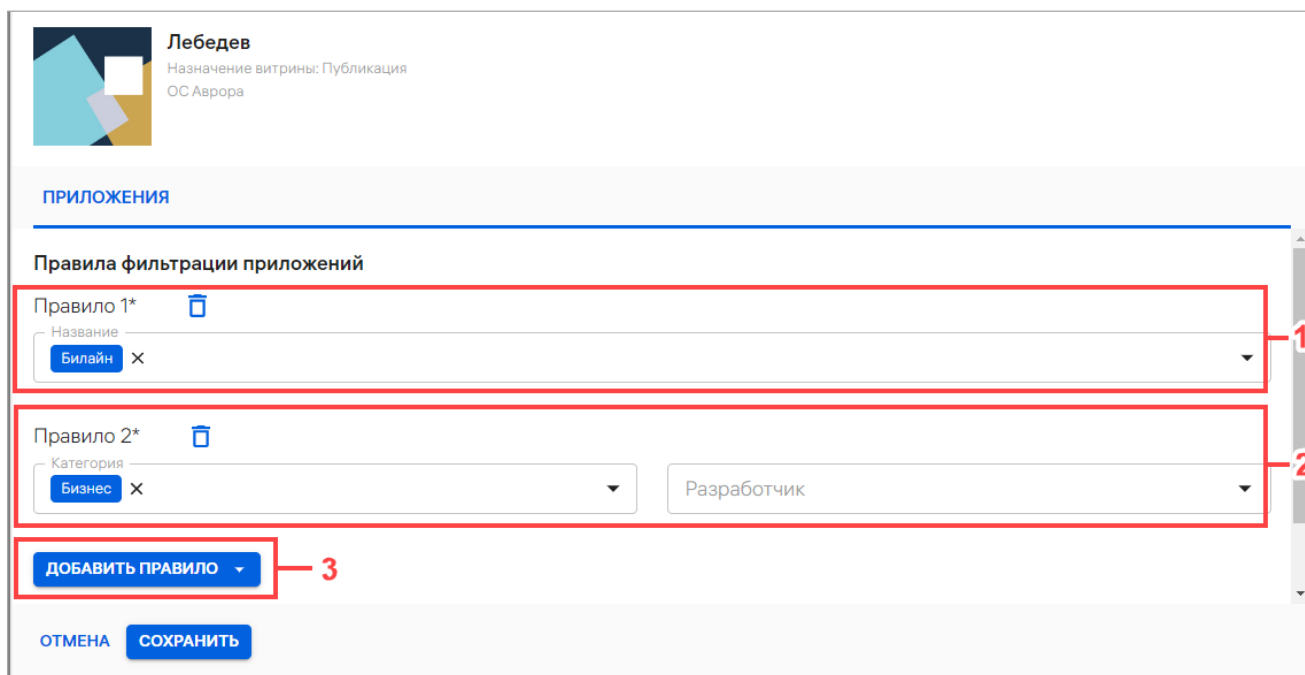 Лебедев
Назначение витрины: Публикация
ОС Аврора
ПРИЛОЖЕНИЯ
Правила фильтрации приложений
Правило 1*
Название
Билайн
1
Правило 2*
Категория
Бизнес
Разработчик
2
ДОБАВИТЬ ПРАВИЛО
3
ОТМЕНА СОХРАНИТЬ